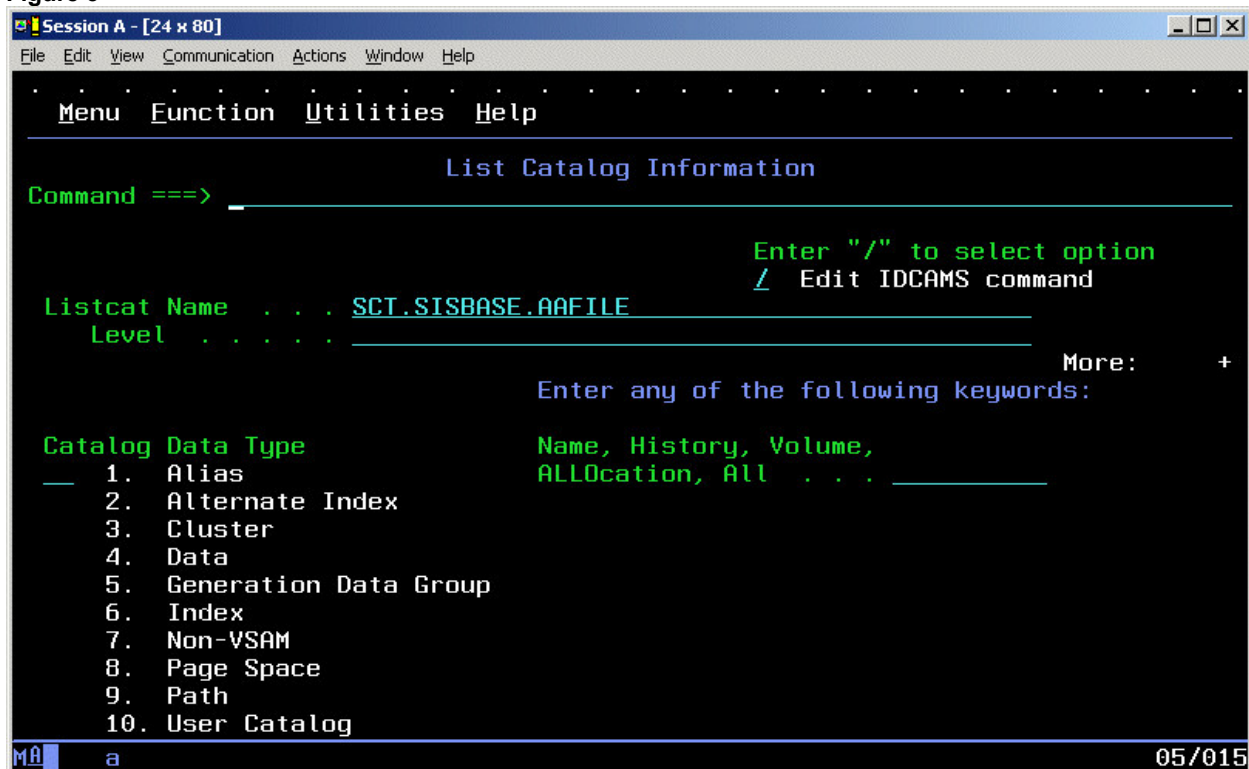 Session A - [24 x 80]
File Edit View Communication Actions Window Help
. . . . . . . . . . . . . . . . . . . . . . . . . . .
Menu Function Utilities Help
List Catalog Information
Command ===> _
Enter "/" to select option
/ Edit IDCAMS command
Listcat Name . . . SCT.SISBASE.AAFILE
Level . . . . .
More: +
Enter any of the following keywords:
Catalog Data Type Name, History, Volume,
__ 1. Alias ALLOcation, All . . .
2. Alternate Index
3. Cluster
4. Data
5. Generation Data Group
6. Index
7. Non-VSAM
8. Page Space
9. Path
10. User Catalog
MA a 05/015